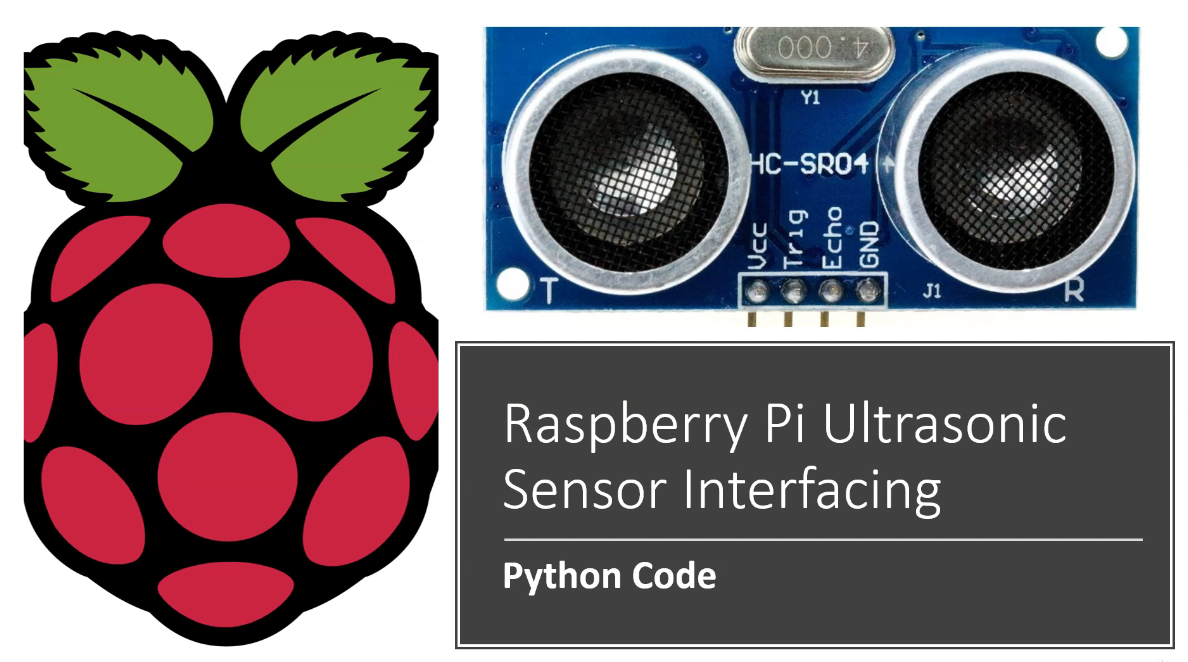 4.000
Y1
HC-SR04
Vcc
Trig
Echo
GND
T
J1
R
Raspberry Pi Ultrasonic
Sensor Interfacing
Python Code